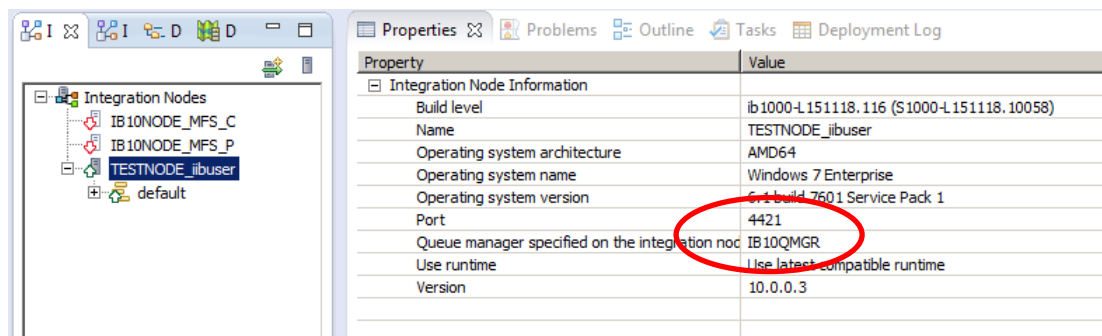 I I D D
Integration Nodes
IB10NODE_MFS_C
IB10NODE_MFS_P
TESTNODE_iibuser
default
Properties Problems Outline Tasks Deployment Log
Property Value
Integration Node Information
Build level ib1000-L151118.116 (S1000-L151118.10058)
Name TESTNODE_iibuser
Operating system architecture AMD64
Operating system name Windows 7 Enterprise
Operating system version 6.1 build 7601 Service Pack 1
Port 4421
Queue manager specified on the integration nod IB10QMGR
Use runtime Use latest compatible runtime
Version 10.0.0.3